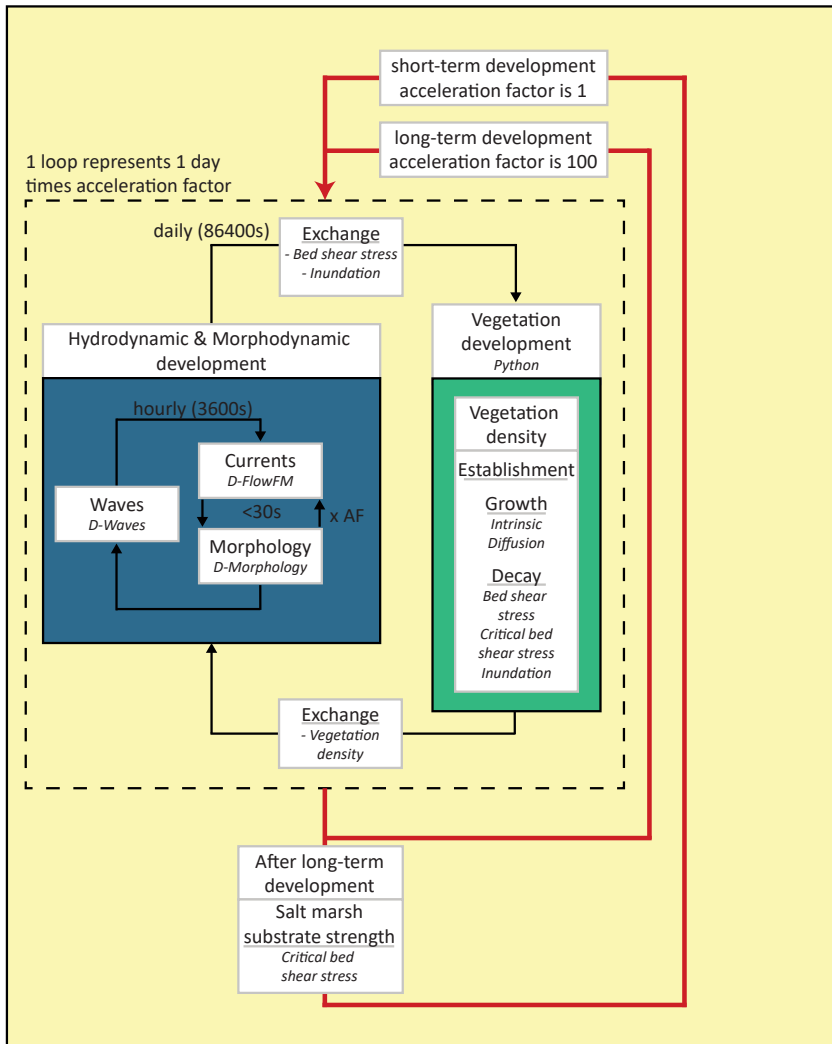 short-term development
acceleration factor is 1
long-term development
acceleration factor is 100
1 loop represents 1 day
times acceleration factor
daily (86400s)
Exchange
- Bed shear stress
- Inundation
Hydrodynamic & Morphodynamic
development
Vegetation
development
Python
hourly (3600s)
Currents
D-FlowFM
Waves
D-Waves
<30s
x AF
Morphology
D-Morphology
Vegetation
density
Establishment
Growth
Intrinsic
Diffusion
Decay
Bed shear
stress
Critical bed
shear stress
Inundation
Exchange
- Vegetation
density
After long-term
development
Salt marsh
substrate strength
Critical bed
shear stress